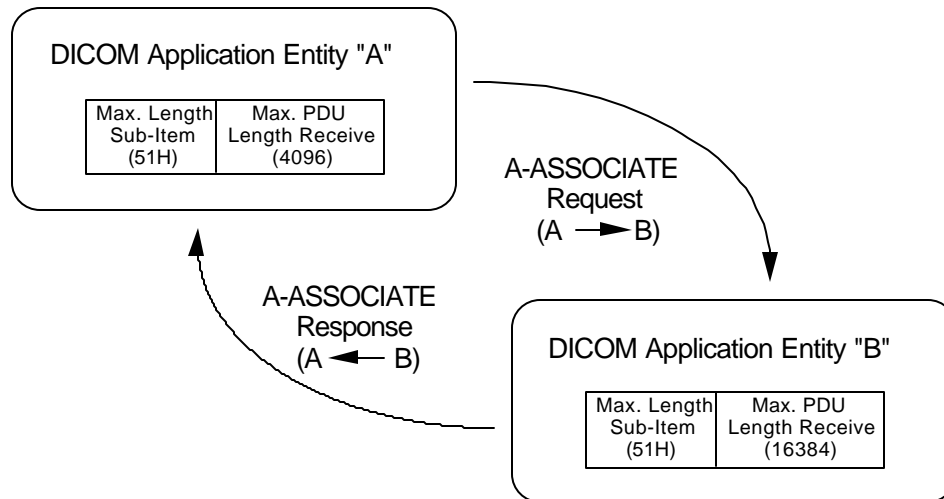 DICOM Application Entity "A"
Max. Length
Sub-Item
(51H)
Max. PDU
Length Receive
(4096)
A-ASSOCIATE
Request
(A → B)
A-ASSOCIATE
Response
(A ← B)
DICOM Application Entity "B"
Max. Length
Sub-Item
(51H)
Max. PDU
Length Receive
(16384)